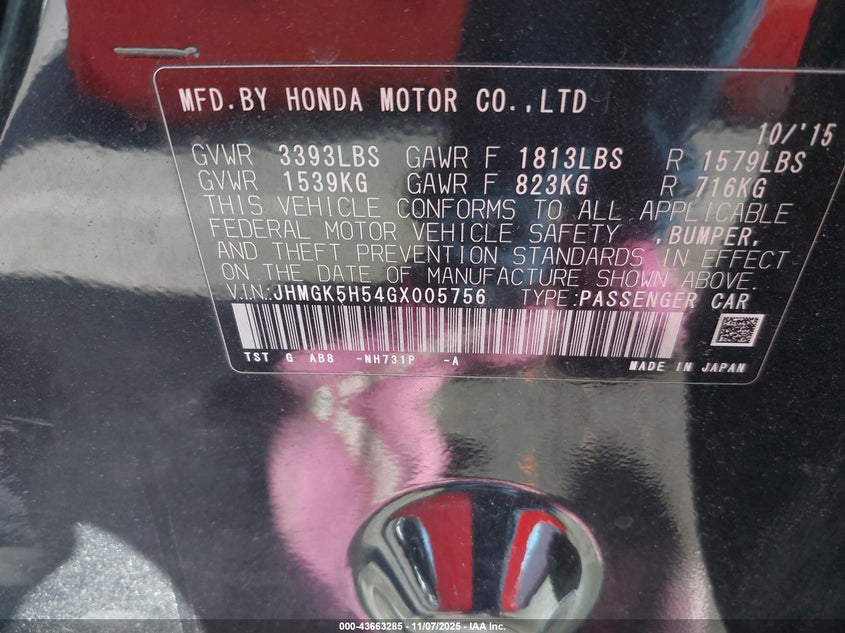 MFD.BY HONDA MOTOR CO.,LTD
10/'15
GVWR 3393LBS GAWR F 1813LBS R 1579LBS
GVWR 1539KG GAWR F 823KG R 716KG
THIS VEHICLE CONFORMS TO ALL APPLICABLE
FEDERAL MOTOR VEHICLE SAFETY ,BUMPER,
AND THEFT PREVENTION STANDARDS IN EFFECT
ON THE DATE OF MANUFACTURE SHOWN ABOVE.
V.I.N.:JHMGK5H54GX005756 TYPE:PASSENGER CAR
TST G AB8 -NH731P -A
MADE IN JAPAN
000-43663285 - 11/07/2025 - IAA Inc.